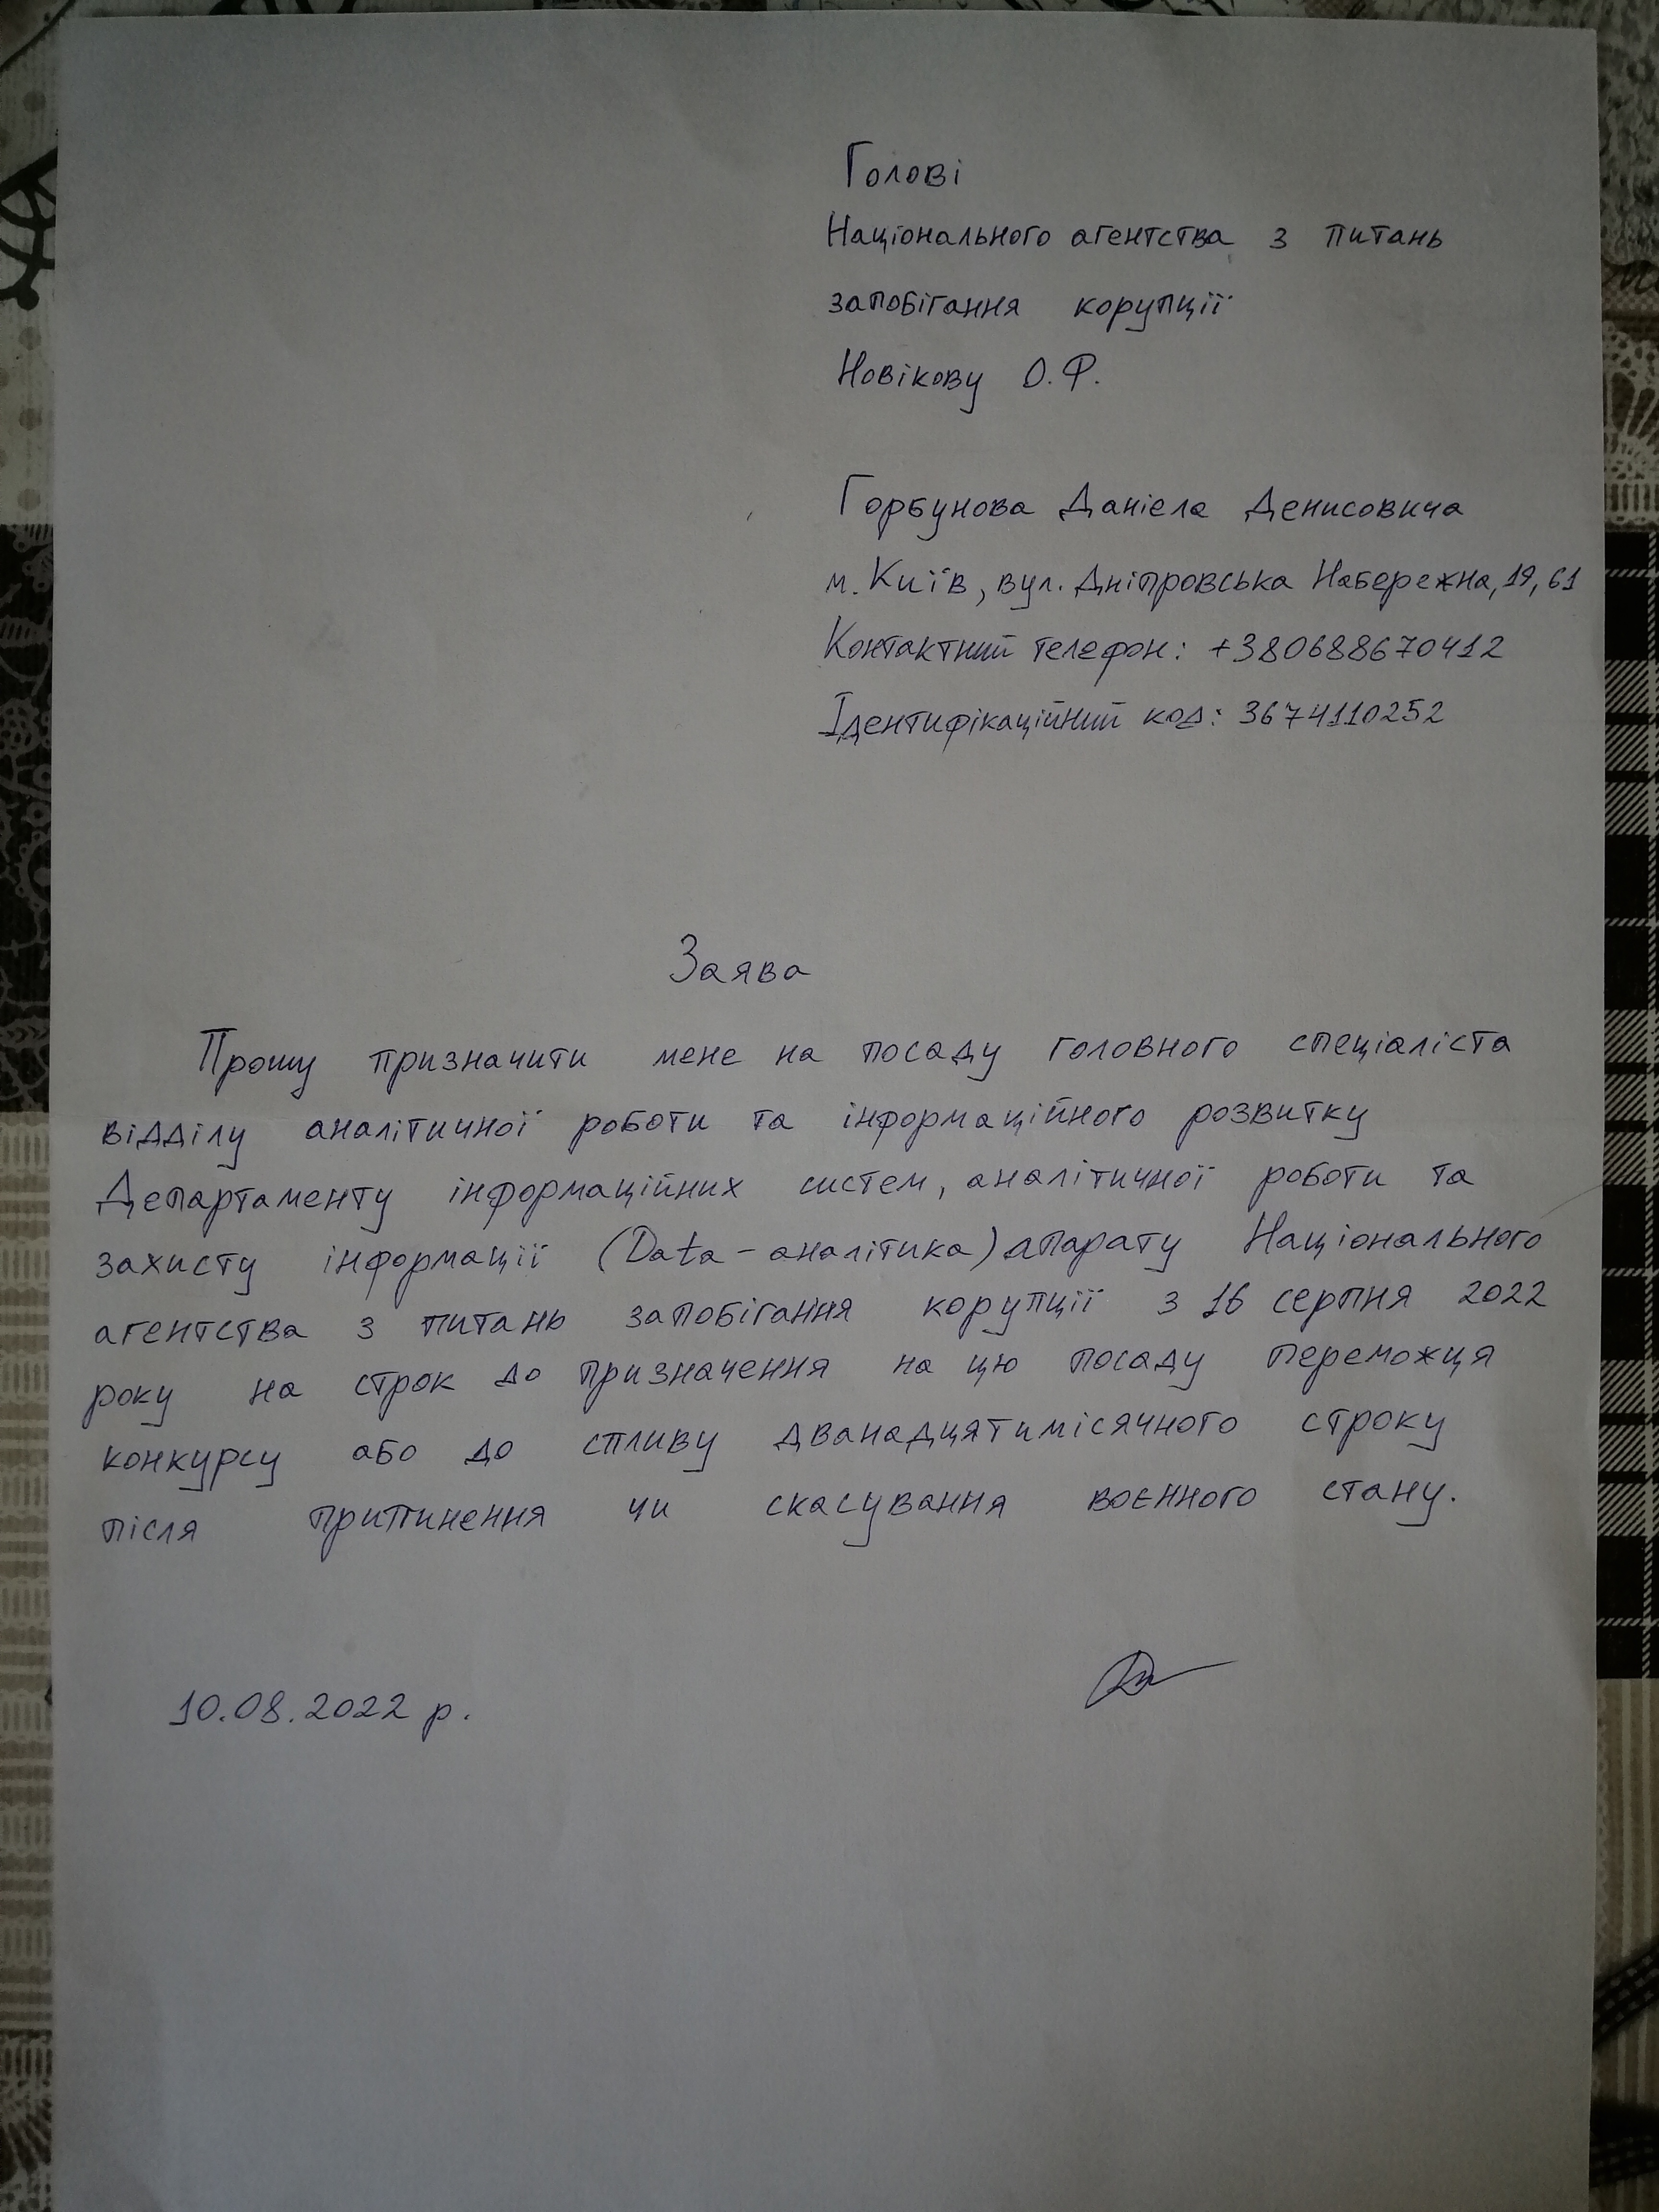 Голові
Національного агентства з питань
запобігання корупції
Новікову О.Ф.
Горбунова Даніела Денисовича
м. Київ, вул. Дніпровська Набережна, 19, 61
Контактний телефон: +380688670412
Ідентифікаційний код: 3674110252
Заява
Прошу призначити мене на посаду головного спеціаліста
відділу аналітичної роботи та інформаційного розвитку
Департаменту інформаційних систем, аналітичної роботи та
захисту інформації (Data-аналітика) апарату Національного
агентства з питань запобігання корупції з 16 серпня 2022
року на строк до призначення на цю посаду переможця
конкурсу або до спливу дванадцятимісячного строку
після припинення чи скасування воєнного стану.
10.08.2022 р.